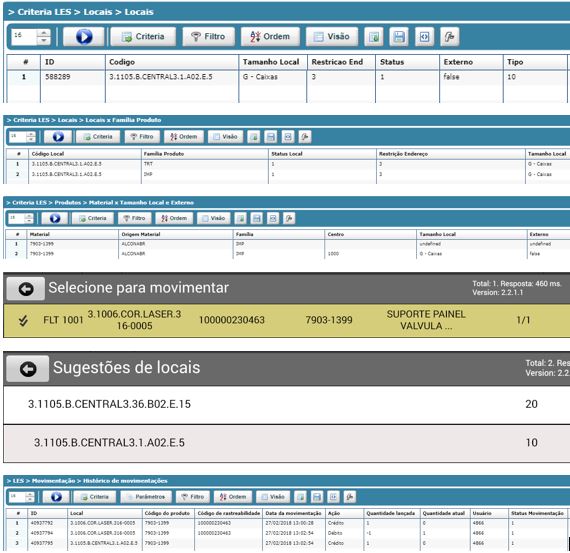 > Criteria LES > Locais > Locais
16 Criteria Filtro Ordem Visão
# ID Codigo Tamanho Local Restricao End Status Externo Tipo
1 588289 3.1105.B.CENTRAL3.1.A02.E.5 G - Caixas 3 1 false 10
> Criteria LES > Locais > Locais x Família Produto
16 Criteria Filtro Ordem Visão
# Código Local Família Produto Status Local Restrição Endereço Tamanho Local
1 3.1105.B.CENTRAL3.1.A02.E.5 TRT 1 3 G - Caixas
2 3.1105.B.CENTRAL3.1.A02.E.5 IMP 1 3 G - Caixas
> Criteria LES > Produtos > Material x Tamanho Local e Externo
16 Criteria Filtro Ordem Visão
# Material Origem Material Família Centro Tamanho Local Externo
1 7903-1399 ALCONABR IMP undefined undefined
2 7903-1399 ALCONABR IMP 1000 G - Caixas false
Selecione para movimentar
Total: 1. Resposta: 460 ms.
Version: 2.2.1.1
FLT 1001 3.1006.COR.LASER.3 100000230463 7903-1399 SUPORTE PAINEL 1/1
16-0005 VALVULA ...
Sugestões de locais
Total: 2. Res
Version: 2.2
3.1105.B.CENTRAL3.36.B02.E.15 20
3.1105.B.CENTRAL3.1.A02.E.5 10
> LES > Movimentação > Histórico de movimentações
16 Criteria Parâmetros Filtro Ordem Visão
# ID Local Código do produto Código de rastreabilidade Data da movimentação Ação Quantidade lançada Quantidade atual Usuário Status Movimentação
1 40937792 3.1006.COR.LASER.316-0005 7903-1399 100000230463 27/02/2018 13:00:28 Crédito 1 0 4866 1
2 40937794 3.1006.COR.LASER.316-0005 7903-1399 100000230463 27/02/2018 13:02:54 Débito -1 1 4866 1
3 40937795 3.1105.B.CENTRAL3.1.A02.E.5 7903-1399 27/02/2018 13:02:54 Crédito 1 0 4866 1